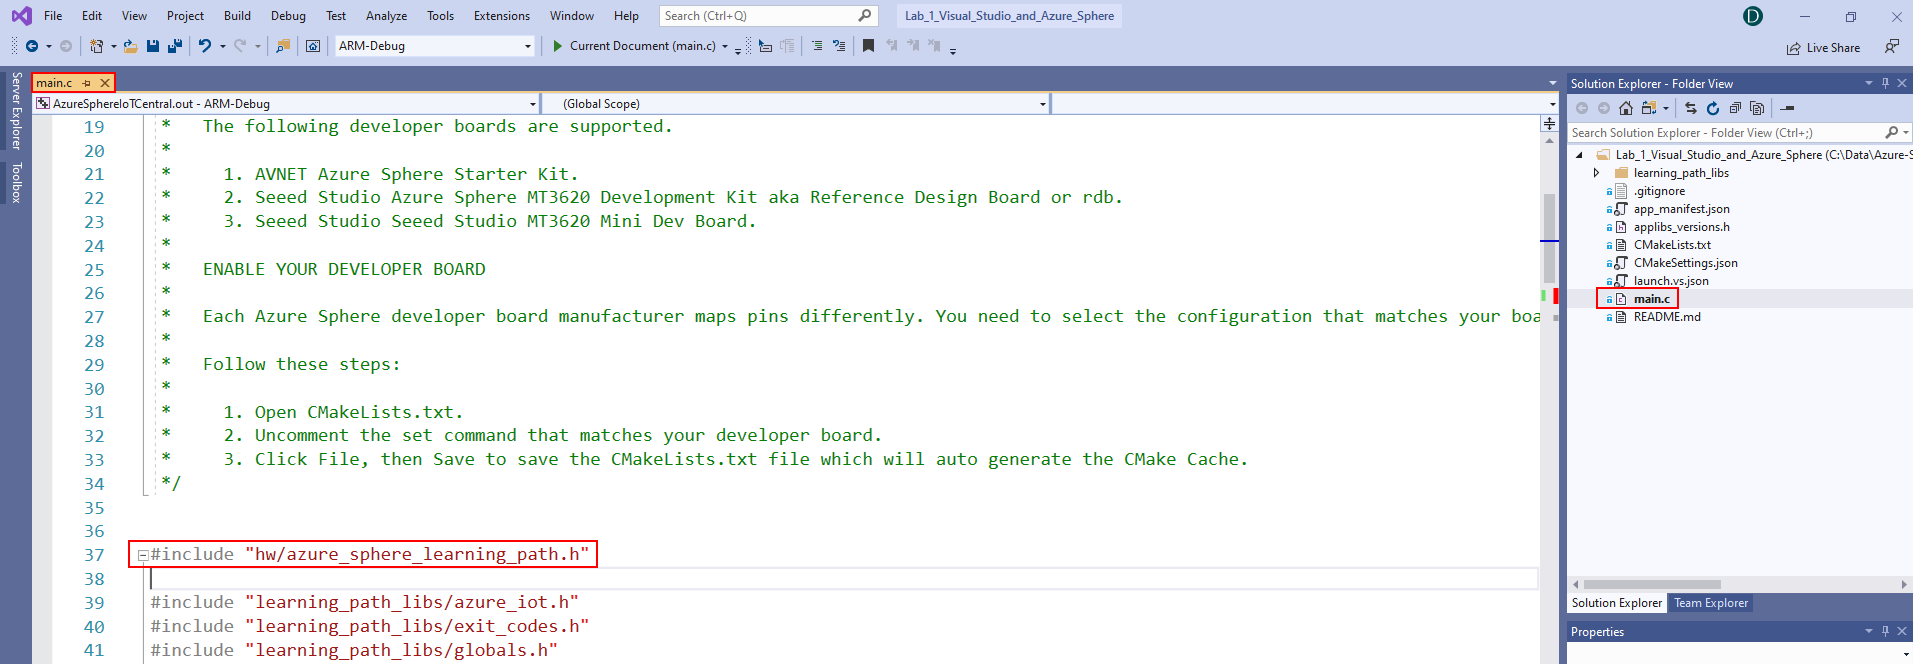 File Edit View Project Build Debug Test Analyze Tools Extensions Window Help Search (Ctrl+Q) Lab_1_Visual_Studio_and_Azure_Sphere D
ARM-Debug Current Document (main.c) Live Share
Server Explorer
Toolbox
main.c
AzureSphereIoTCentral.out - ARM-Debug (Global Scope)
19 * The following developer boards are supported.
20 *
21 * 1. AVNET Azure Sphere Starter Kit.
22 * 2. Seeed Studio Azure Sphere MT3620 Development Kit aka Reference Design Board or rdb.
23 * 3. Seeed Studio Seeed Studio MT3620 Mini Dev Board.
24 *
25 * ENABLE YOUR DEVELOPER BOARD
26 *
27 * Each Azure Sphere developer board manufacturer maps pins differently. You need to select the configuration that matches your boa
28 *
29 * Follow these steps:
30 *
31 * 1. Open CMakeLists.txt.
32 * 2. Uncomment the set command that matches your developer board.
33 * 3. Click File, then Save to save the CMakeLists.txt file which will auto generate the CMake Cache.
34 */
35
36
37 #include "hw/azure_sphere_learning_path.h"
38
39 #include "learning_path_libs/azure_iot.h"
40 #include "learning_path_libs/exit_codes.h"
41 #include "learning_path_libs/globals.h"
Solution Explorer - Folder View
Search Solution Explorer - Folder View (Ctrl+;)
Lab_1_Visual_Studio_and_Azure_Sphere (C:\Data\Azure-S
learning_path_libs
.gitignore
app_manifest.json
applibs_versions.h
CMakeLists.txt
CMakeSettings.json
launch.vs.json
main.c
README.md
Solution Explorer Team Explorer
Properties